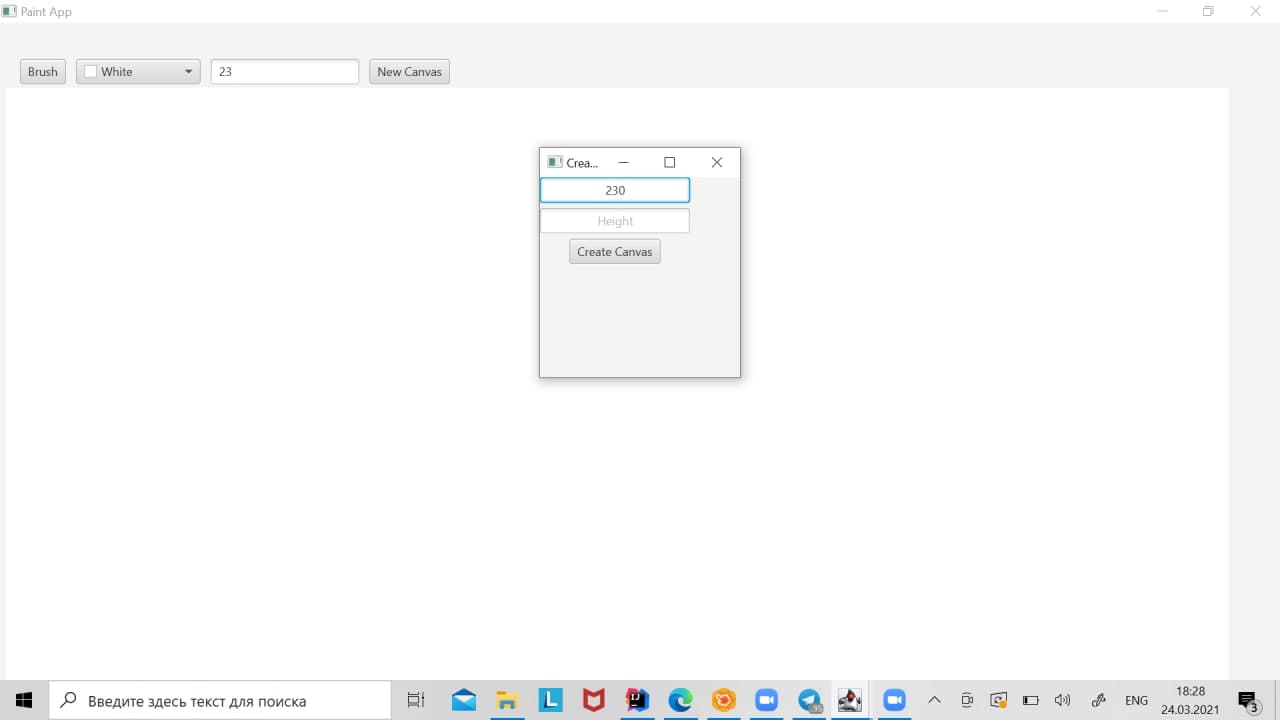 Paint App
Brush
White
23
New Canvas
Crea...
230
Height
Create Canvas
Введите здесь текст для поиска
L
IJ
ENG
18:28
24.03.2021
3